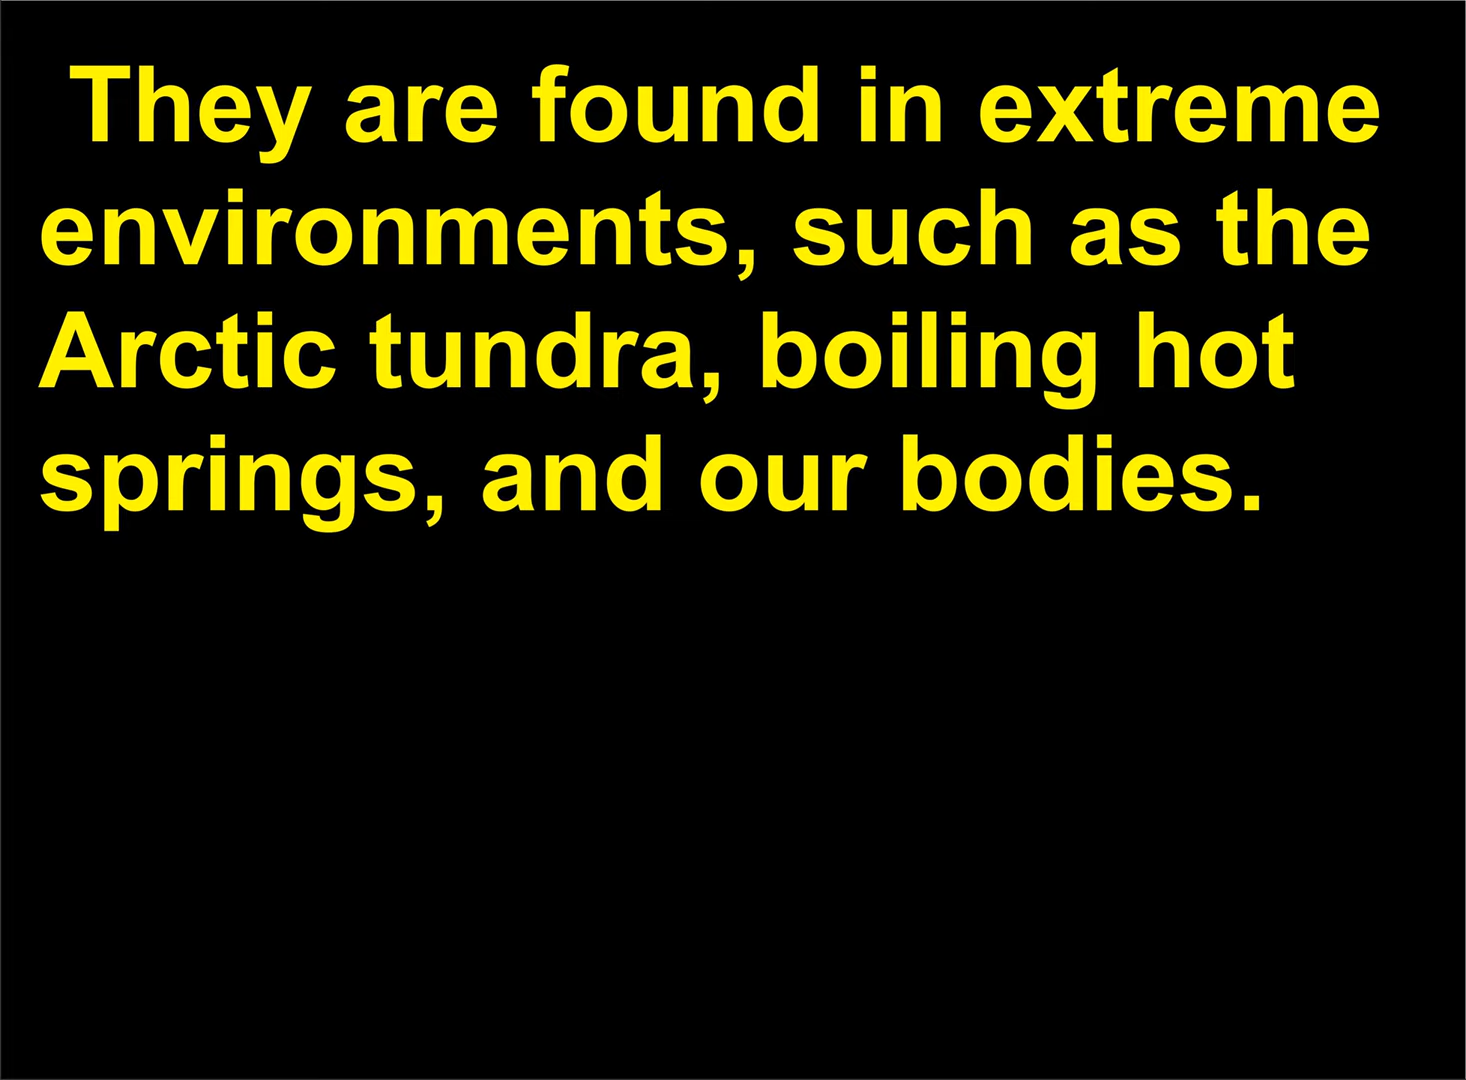 They are found in extreme
environments, such as the
Arctic tundra, boiling hot
springs, and our bodies.